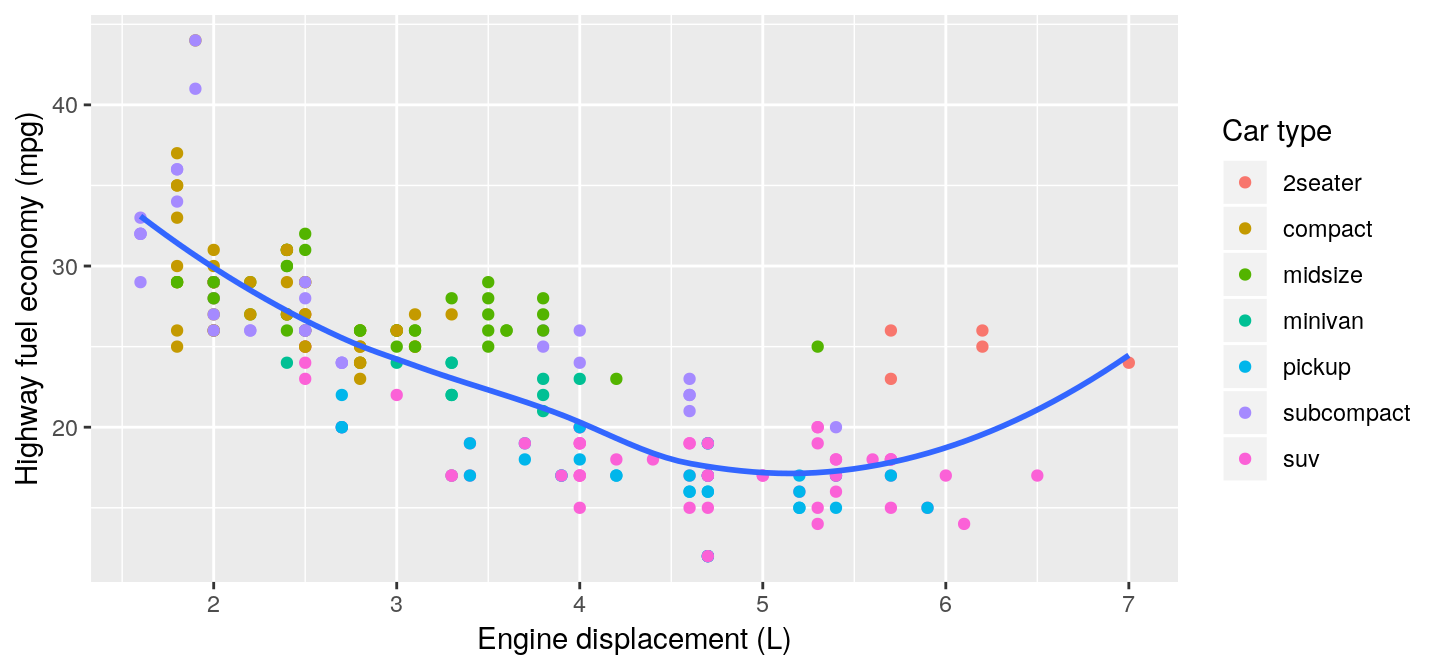 Highway fuel economy (mpg)
40
30
20
2 3 4 5 6 7
Engine displacement (L)
Car type
2seater
compact
midsize
minivan
pickup
subcompact
suv